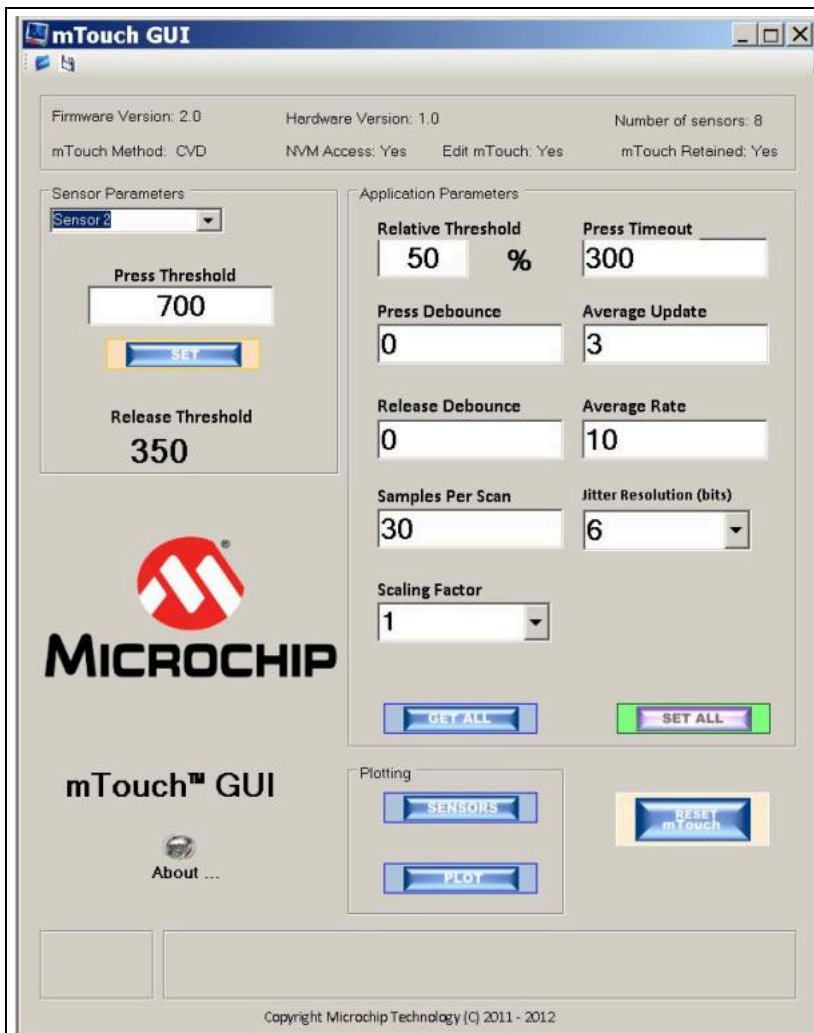 mTouch GUI
Firmware Version: 2.0
Hardware Version: 1.0
Number of sensors: 8
mTouch Method: CVD
NVM Access: Yes
Edit mTouch: Yes
mTouch Retained: Yes
Sensor Parameters
Sensor 2
Press Threshold
700
SET
Release Threshold
350
Application Parameters
Relative Threshold
50 %
Press Timeout
300
Press Debounce
0
Average Update
3
Release Debounce
0
Average Rate
10
Samples Per Scan
30
Jitter Resolution (bits)
6
Scaling Factor
1
GET ALL
SET ALL
MICROCHIP®
mTouch™ GUI
About ...
Plotting
SENSORS
PLOT
RESET
mTouch
Copyright Microchip Technology (C) 2011 - 2012